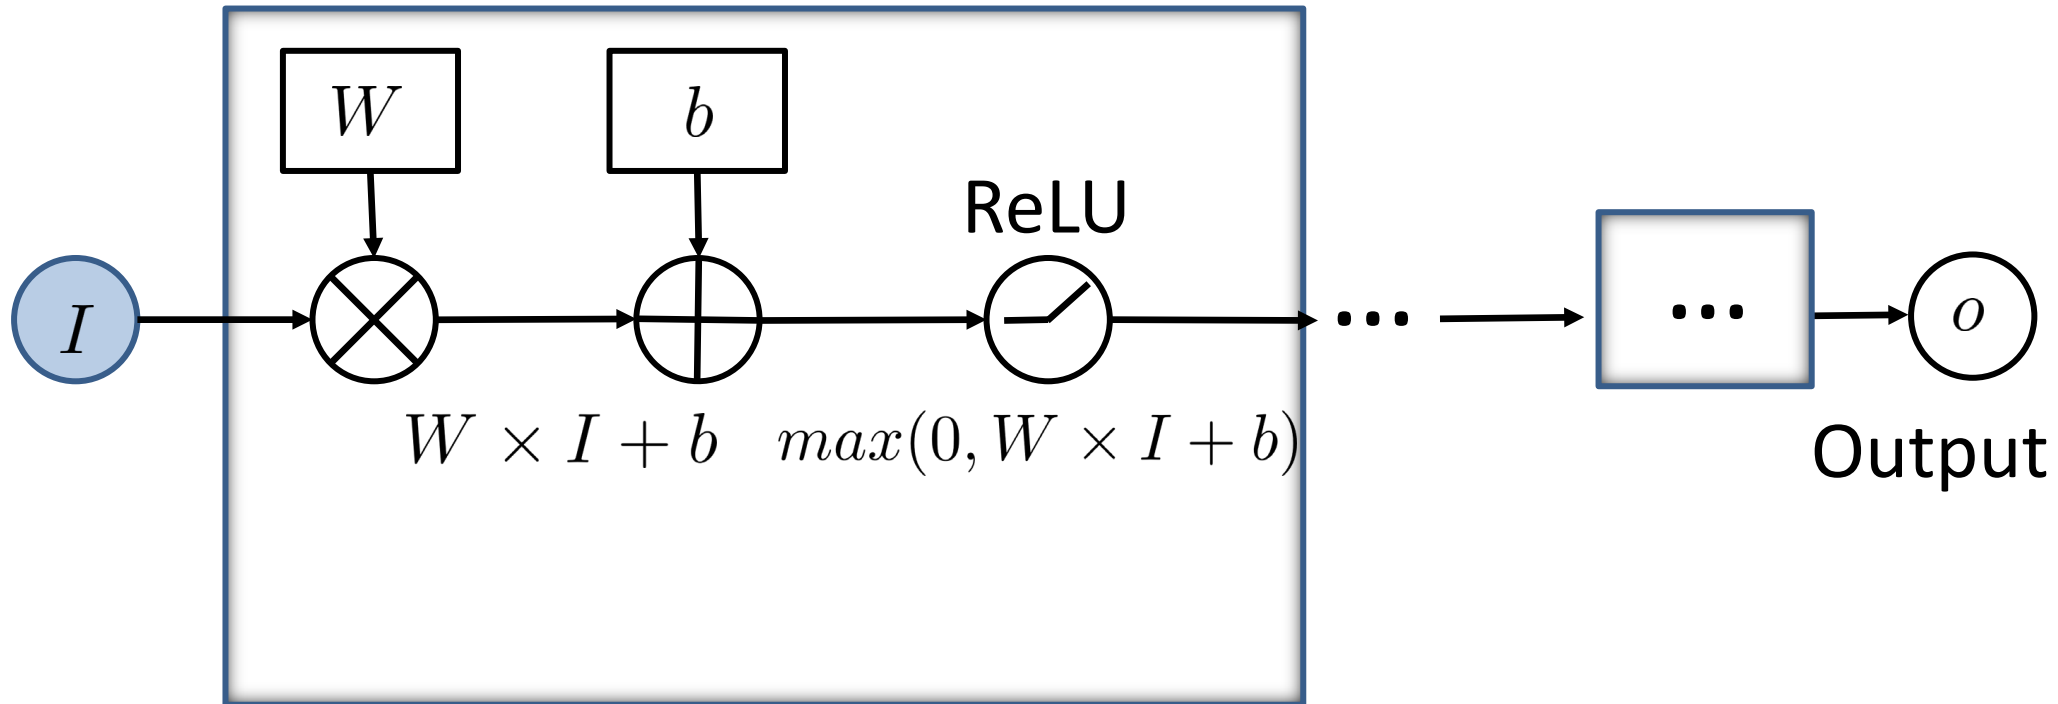 W
b
ReLU
I
...
...
o
W × I + b
max(0, W × I + b)
Output